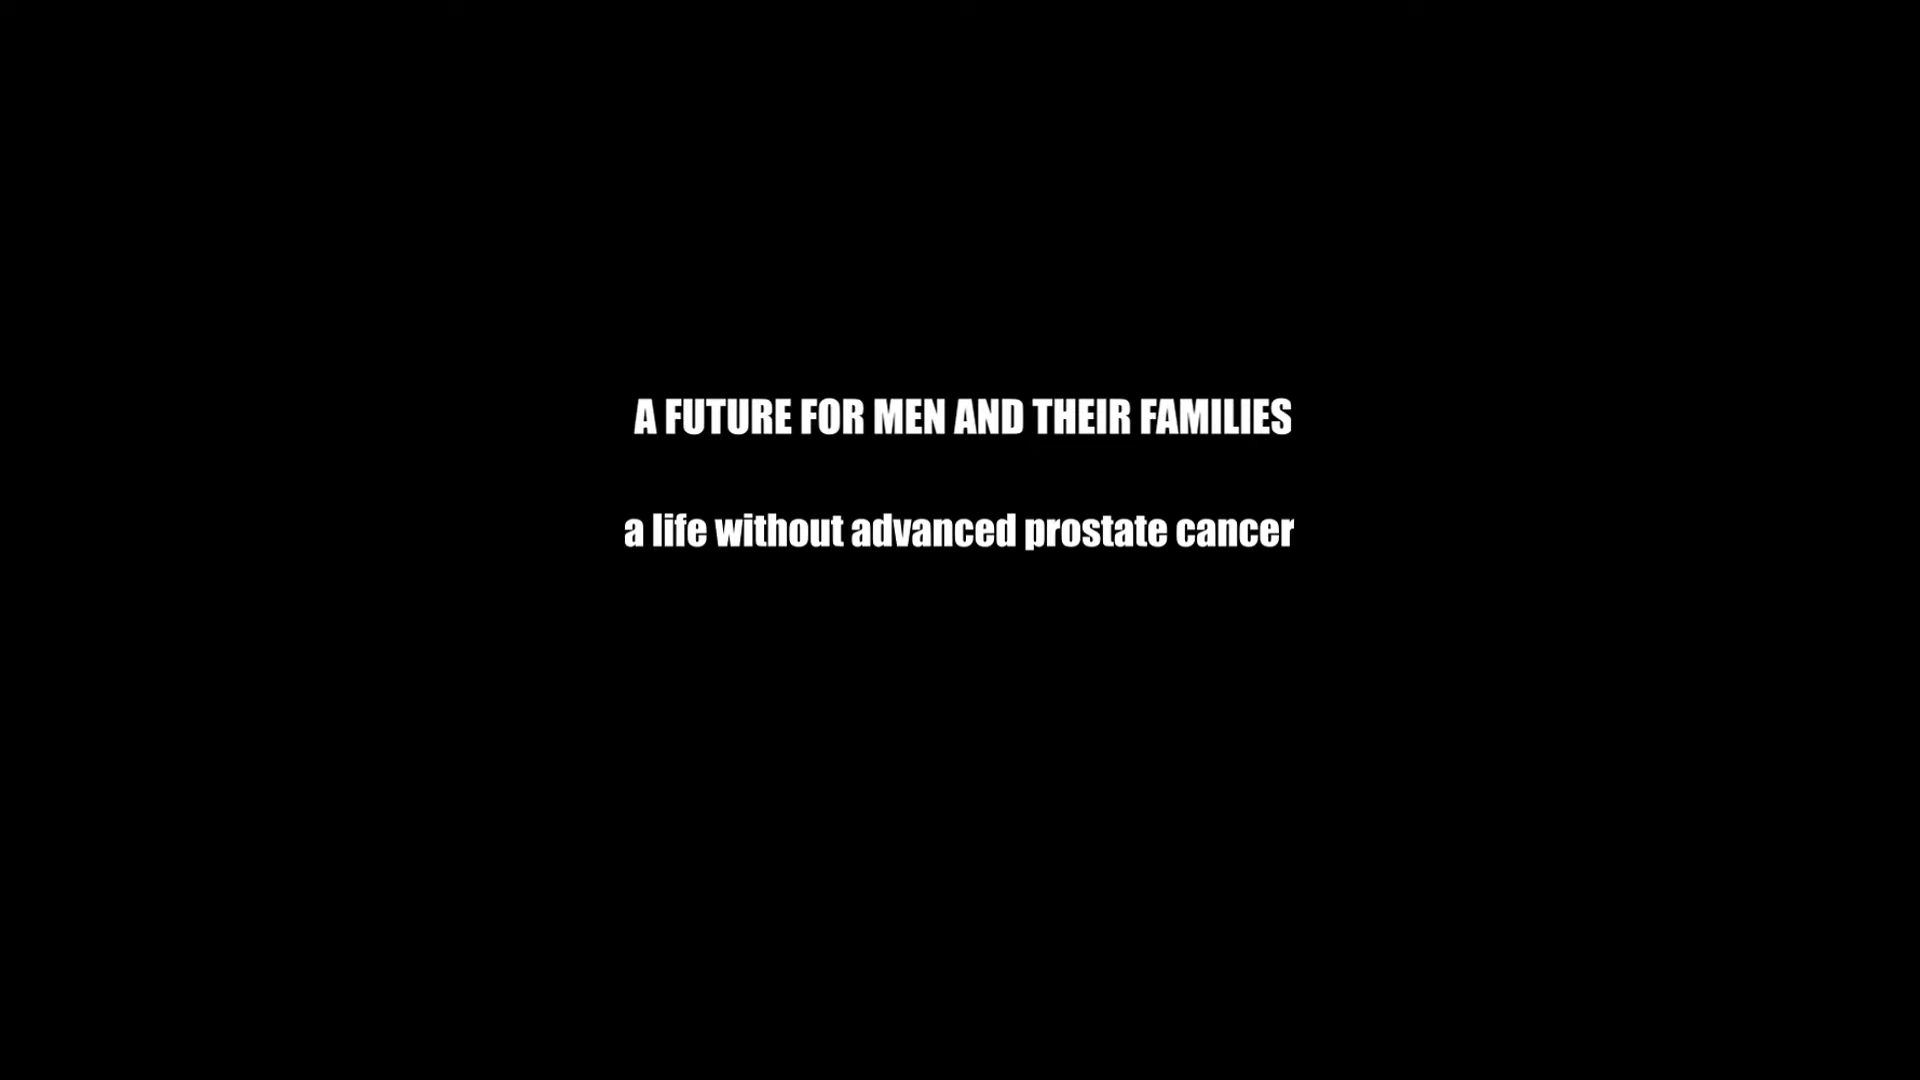 A FUTURE FOR MEN AND THEIR FAMILIES
a life without advanced prostate cancer